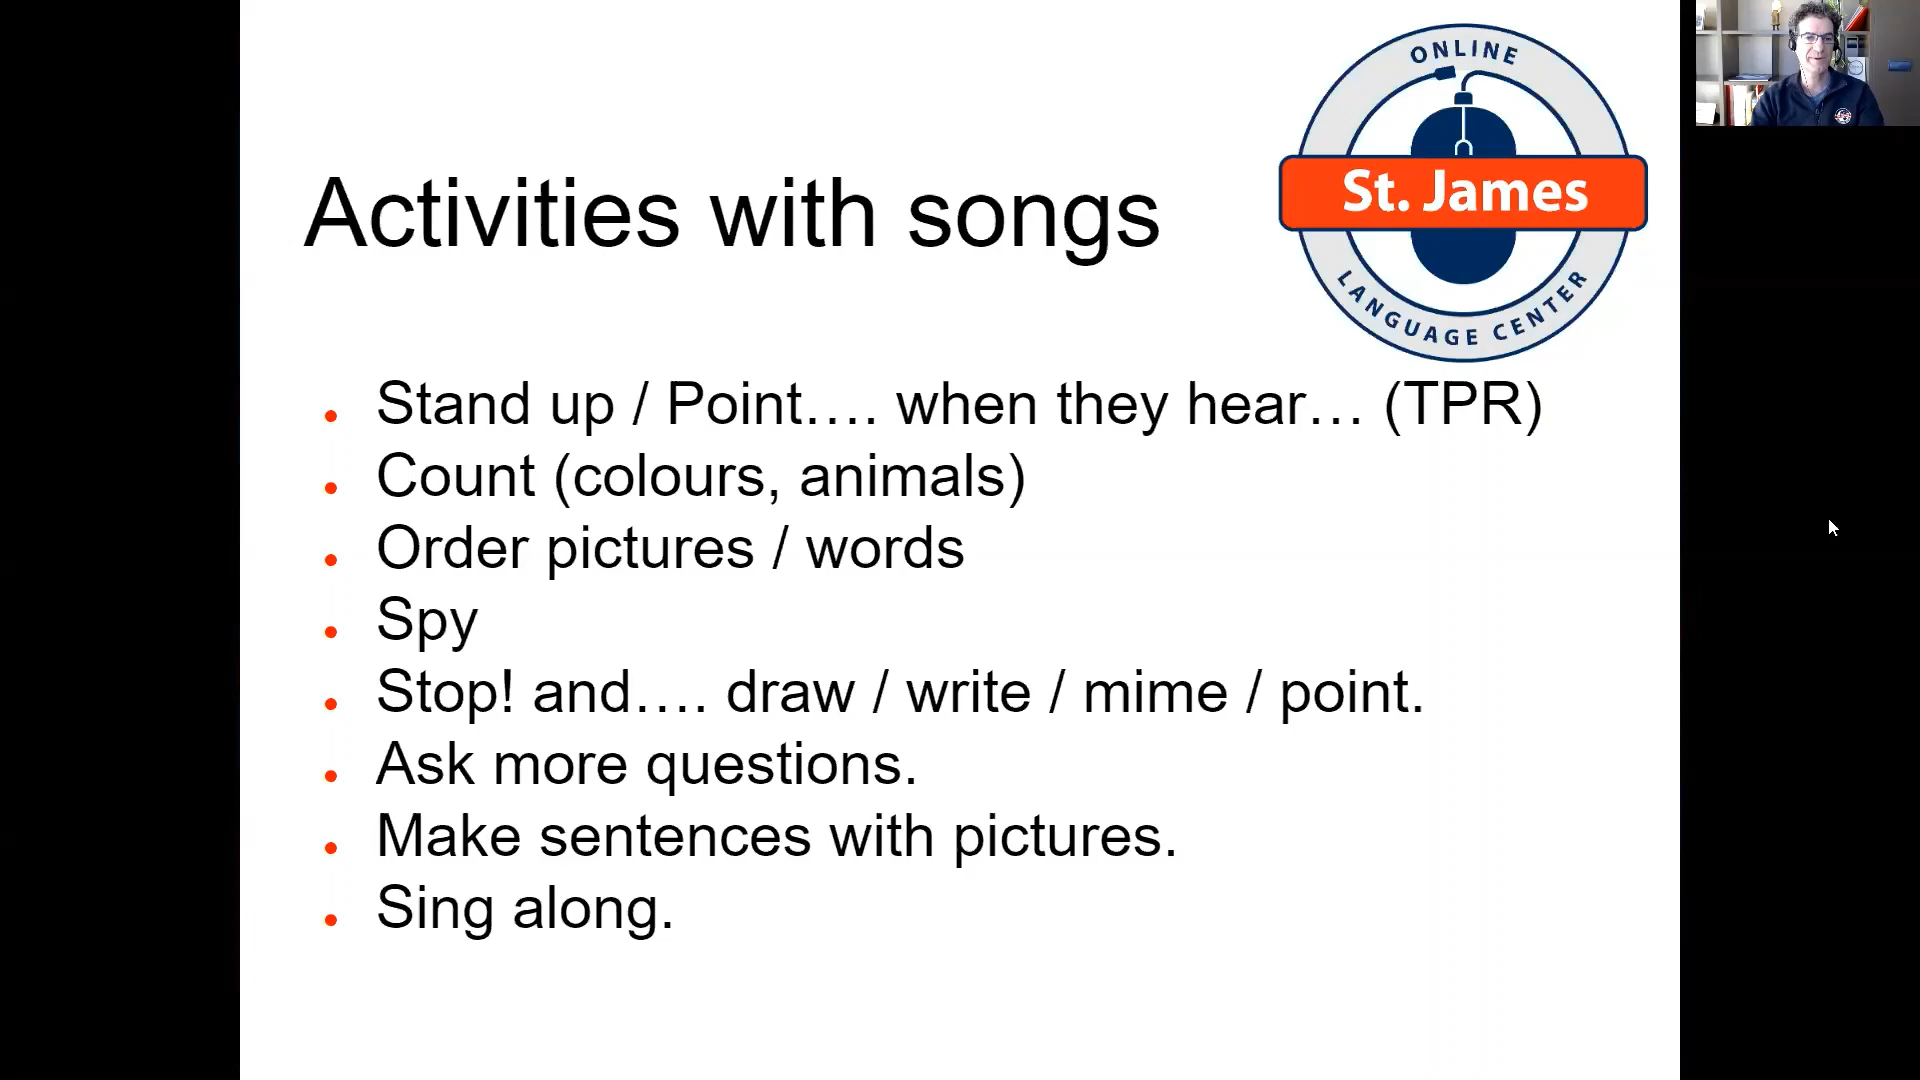 ONLINE
St. James
LANGUAGE CENTER
Activities with songs
Stand up / Point.... when they hear... (TPR)
Count (colours, animals)
Order pictures / words
Spy
Stop! and.... draw / write / mime / point.
Ask more questions.
Make sentences with pictures.
Sing along.